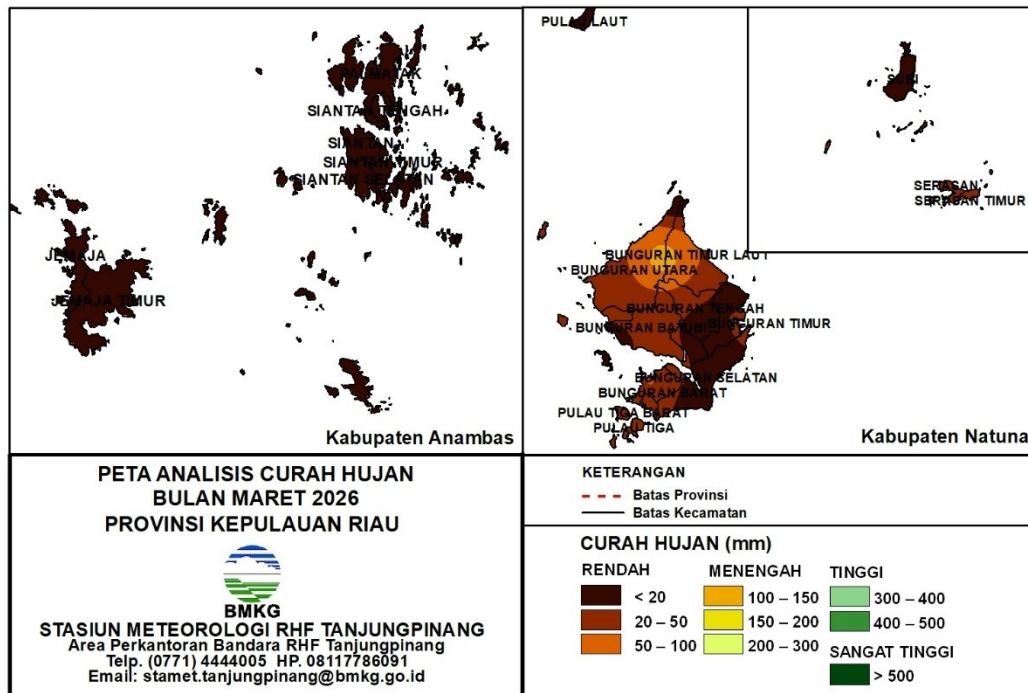 PULAU LAUT
PALMATAK
SIANTAN TENGAH
SIANTAN
SIANTAN TIMUR
SIANTAN SELATAN
JEMAJA
JEMAJA TIMUR
Kabupaten Anambas
SUBI
SERASAN
SERASAN TIMUR
BUNGURAN TIMUR LAUT
BUNGURAN UTARA
BUNGURAN TENGAH
BUNGURAN BATUBI
BUNGURAN TIMUR
BUNGURAN SELATAN
BUNGURAN BARAT
PULAU TIGA BARAT
PULAU TIGA
Kabupaten Natuna
PETA ANALISIS CURAH HUJAN
BULAN MARET 2026
PROVINSI KEPULAUAN RIAU
BMKG
STASIUN METEOROLOGI RHF TANJUNGPINANG
Area Perkantoran Bandara RHF Tanjungpinang
Telp. (0771) 4444005 HP. 08117786091
Email: stamet.tanjungpinang@bmkg.go.id
KETERANGAN
Batas Provinsi
Batas Kecamatan
CURAH HUJAN (mm)
RENDAH
< 20
20 – 50
50 – 100
MENENGAH
100 – 150
150 – 200
200 – 300
TINGGI
300 – 400
400 – 500
SANGAT TINGGI
> 500